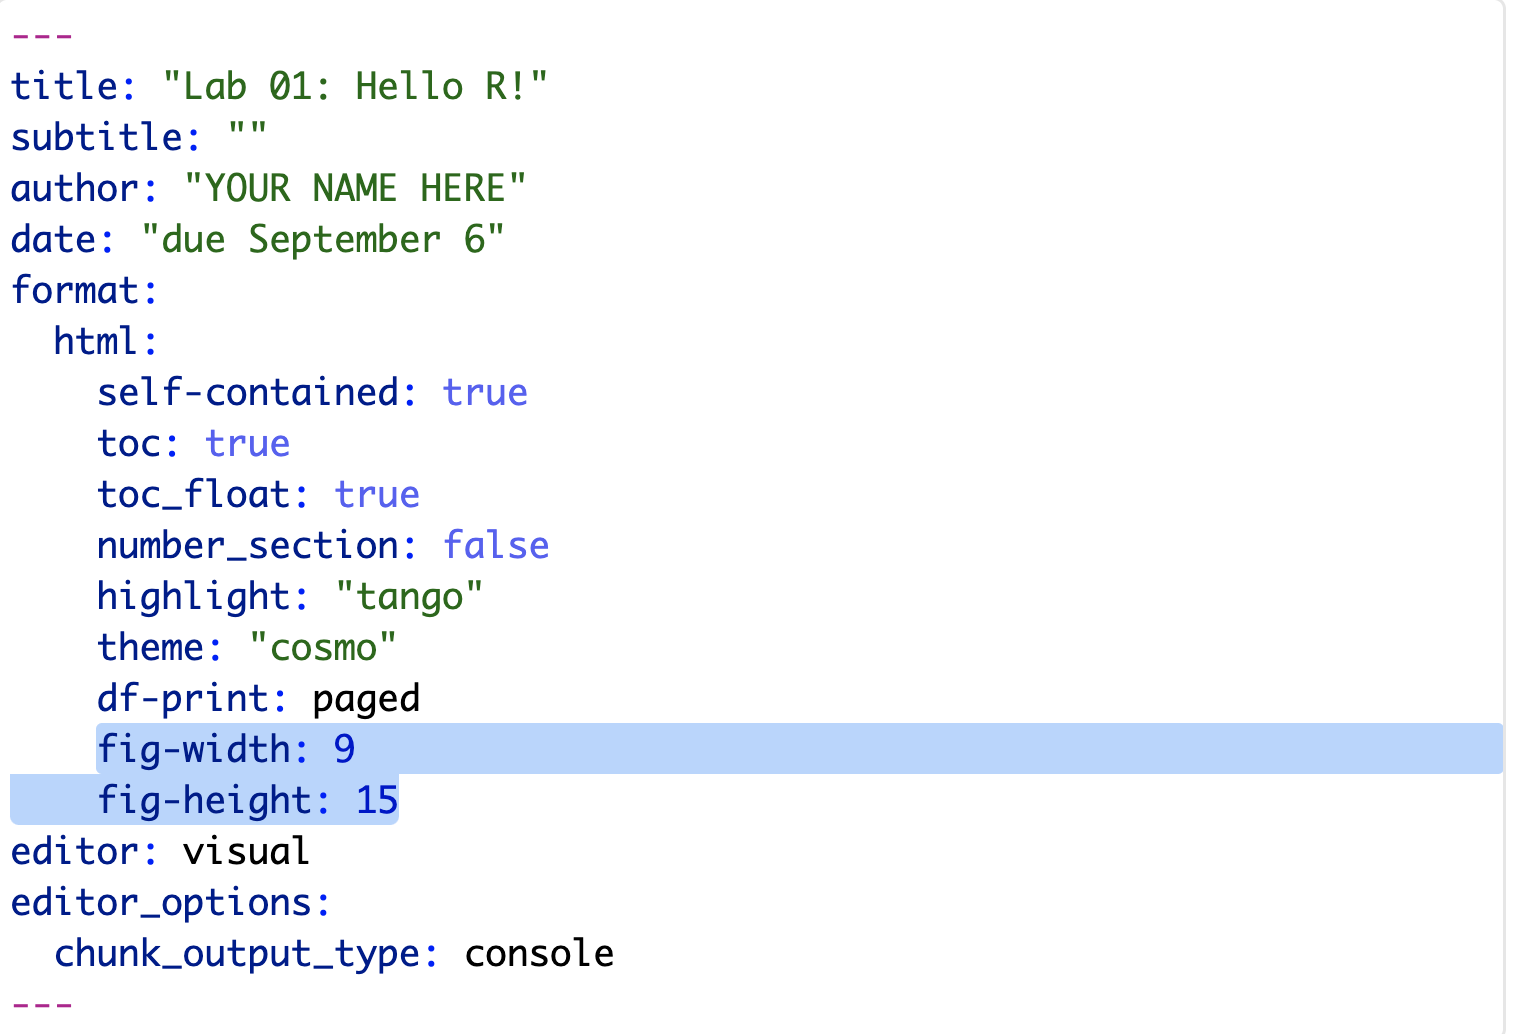 ---
title: "Lab 01: Hello R!"
subtitle: ""
author: "YOUR NAME HERE"
date: "due September 6"
format:
  html:
    self-contained: true
    toc: true
    toc_float: true
    number_section: false
    highlight: "tango"
    theme: "cosmo"
    df-print: paged
    fig-width: 9
    fig-height: 15
editor: visual
editor_options:
  chunk_output_type: console
---